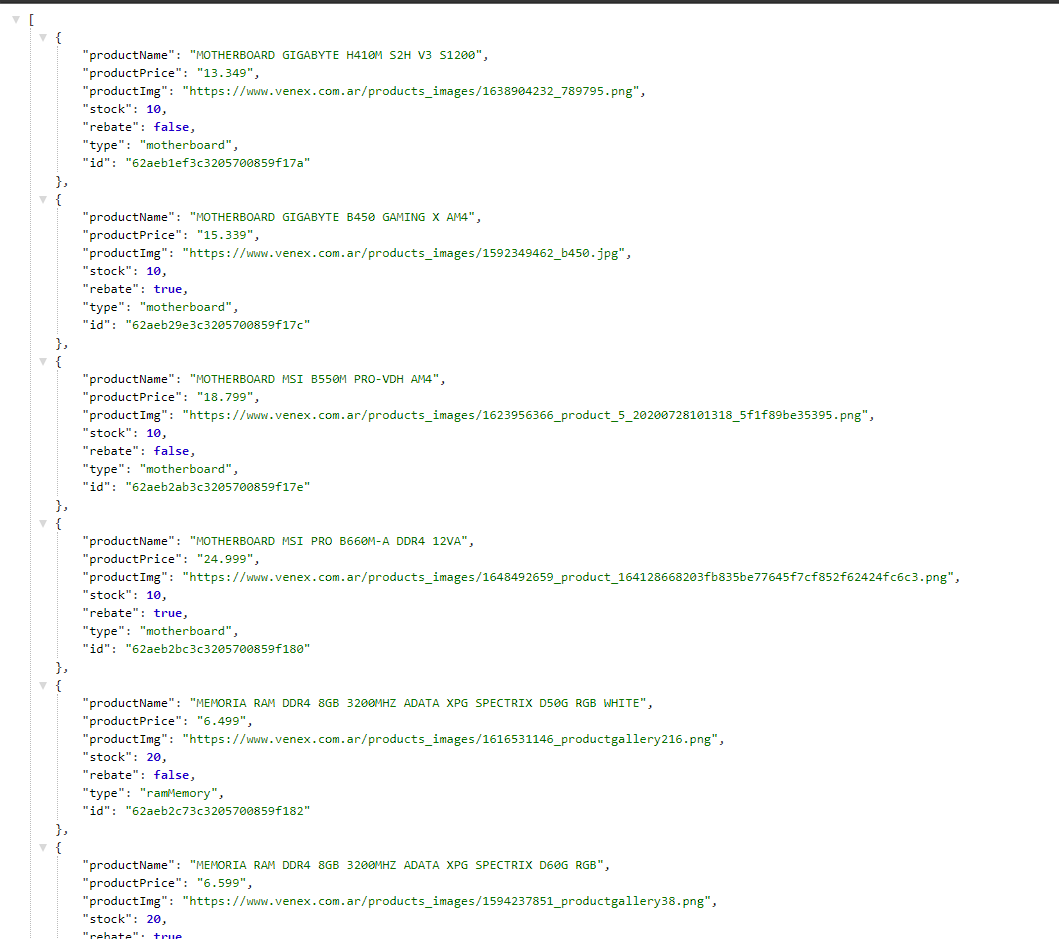 [
{
"productName": "MOTHERBOARD GIGABYTE H410M S2H V3 S1200",
"productPrice": "13.349",
"productImg": "https://www.venex.com.ar/products_images/1638904232_789795.png",
"stock": 10,
"rebate": false,
"type": "motherboard",
"id": "62aeb1ef3c3205700859f17a"
},
{
"productName": "MOTHERBOARD GIGABYTE B450 GAMING X AM4",
"productPrice": "15.339",
"productImg": "https://www.venex.com.ar/products_images/1592349462_b450.jpg",
"stock": 10,
"rebate": true,
"type": "motherboard",
"id": "62aeb29e3c3205700859f17c"
},
{
"productName": "MOTHERBOARD MSI B550M PRO-VDH AM4",
"productPrice": "18.799",
"productImg": "https://www.venex.com.ar/products_images/1623956366_product_5_20200728101318_5f1f89be35395.png",
"stock": 10,
"rebate": false,
"type": "motherboard",
"id": "62aeb2ab3c3205700859f17e"
},
{
"productName": "MOTHERBOARD MSI PRO B660M-A DDR4 12VA",
"productPrice": "24.999",
"productImg": "https://www.venex.com.ar/products_images/1648492659_product_164128668203fb835be77645f7cf852f62424fc6c3.png",
"stock": 10,
"rebate": true,
"type": "motherboard",
"id": "62aeb2bc3c3205700859f180"
},
{
"productName": "MEMORIA RAM DDR4 8GB 3200MHZ ADATA XPG SPECTRIX D50G RGB WHITE",
"productPrice": "6.499",
"productImg": "https://www.venex.com.ar/products_images/1616531146_productgallery216.png",
"stock": 20,
"rebate": false,
"type": "ramMemory",
"id": "62aeb2c73c3205700859f182"
},
{
"productName": "MEMORIA RAM DDR4 8GB 3200MHZ ADATA XPG SPECTRIX D60G RGB",
"productPrice": "6.599",
"productImg": "https://www.venex.com.ar/products_images/1594237851_productgallery38.png",
"stock": 20,
"rebate": true